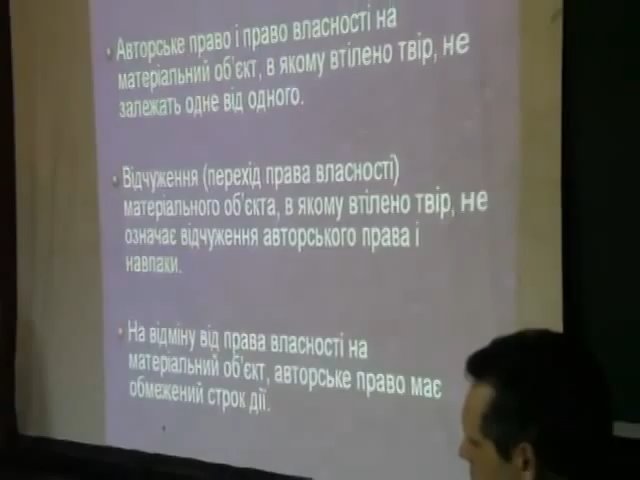 Авторське право і право власності на
матеріальний об'єкт, в якому втілено твір, не
залежать одне від одного.
Відчуження (перехід права власності)
матеріального об'єкта, в якому втілено твір, не
означає відчуження авторського права і
навпаки.
На відміну від права власності на
матеріальний об'єкт, авторське право має
обмежений строк дії.